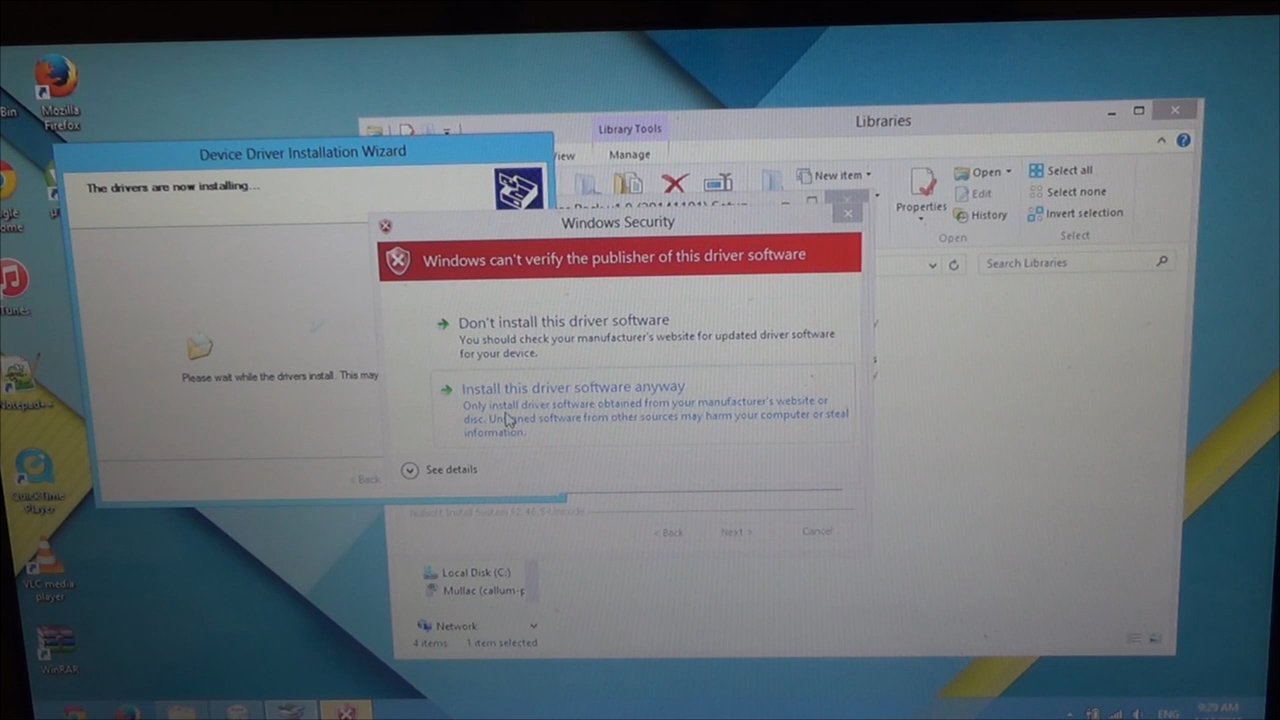 Bin
Mozilla
Firefox
Player
VLC media
player
WinRAR
Device Driver Installation Wizard
The drivers are now installing...
Please wait while the drivers install. This may
< Back
Library Tools
Libraries
Manage
New item
Properties
Open
Edit
History
Select all
Select none
Invert selection
Open
Select
Search Libraries
Windows Security
Windows can't verify the publisher of this driver software
Don't install this driver software
You should check your manufacturer's website for updated driver software
for your device.
Install this driver software anyway
Only install driver software obtained from your manufacturer's website or
disc. Unsigned software from other sources may harm your computer or steal
information.
See details
< Back
Next >
Cancel
Local Disk (C:)
Mullac (callum-p
Network
4 items
1 item selected
ENG
9:29 AM